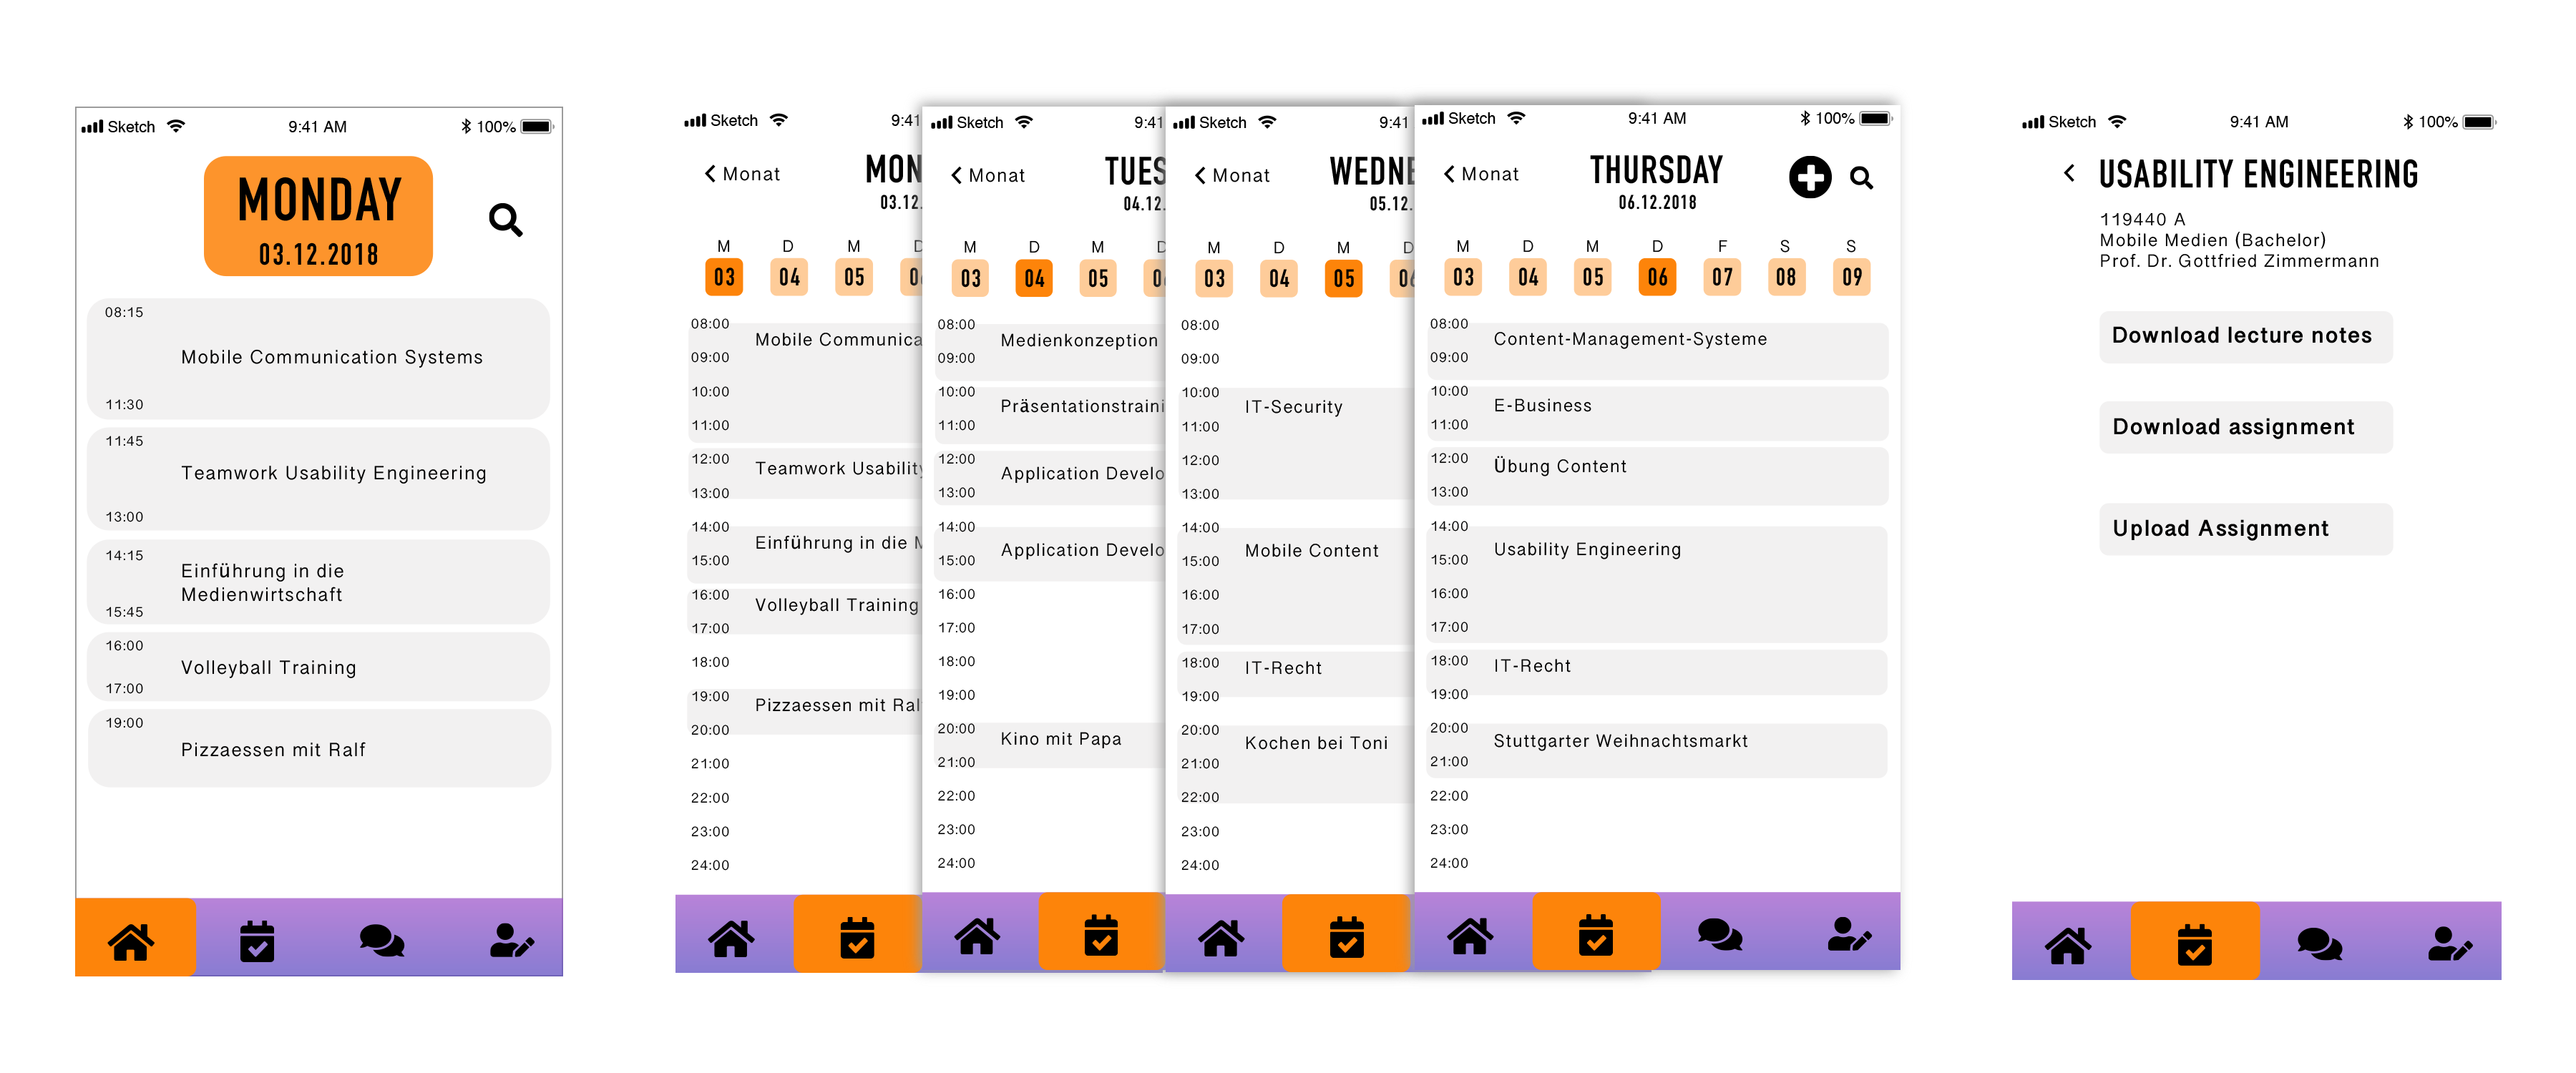 Sketch 9:41 AM 100%
MONDAY
03.12.2018
08:15
Mobile Communication Systems
11:30
11:45
Teamwork Usability Engineering
13:00
14:15
Einführung in die
Medienwirtschaft
15:45
16:00
Volleyball Training
17:00
19:00
Pizzaessen mit Ralf
Sketch 9:41
Monat MON
03.12.
M D M D
03 04 05
08:00
Mobile Communica
09:00
10:00
11:00
12:00
Teamwork Usability
13:00
14:00
Einführung in die
15:00
16:00
Volleyball Training
17:00
18:00
19:00
Pizzaessen mit Ral
20:00
21:00
22:00
23:00
24:00
Sketch 9:41
Monat TUES
04.12.
M D M D
03 04 05
08:00
Medienkonzeption
09:00
10:00
Präsentationstraini
11:00
12:00
Application Develo
13:00
14:00
Application Develo
15:00
16:00
17:00
18:00
19:00
20:00
Kino mit Papa
21:00
22:00
23:00
24:00
Sketch 9:41
Monat WEDNE
05.12.
M D M D
03 04 05
08:00
09:00
10:00
IT-Security
11:00
12:00
13:00
14:00
Mobile Content
15:00
16:00
17:00
18:00
IT-Recht
19:00
20:00
Kochen bei Toni
21:00
22:00
23:00
24:00
Sketch 9:41 AM 100%
Monat THURSDAY
06.12.2018
M D M D F S S
03 04 05 06 07 08 09
08:00
Content-Management-Systeme
09:00
10:00
E-Business
11:00
12:00
Übung Content
13:00
14:00
Usability Engineering
15:00
16:00
17:00
18:00
IT-Recht
19:00
20:00
Stuttgarter Weihnachtsmarkt
21:00
22:00
23:00
24:00
Sketch 9:41 AM 100%
USABILITY ENGINEERING
119440 A
Mobile Medien (Bachelor)
Prof. Dr. Gottfried Zimmermann
Download lecture notes
Download assignment
Upload Assignment